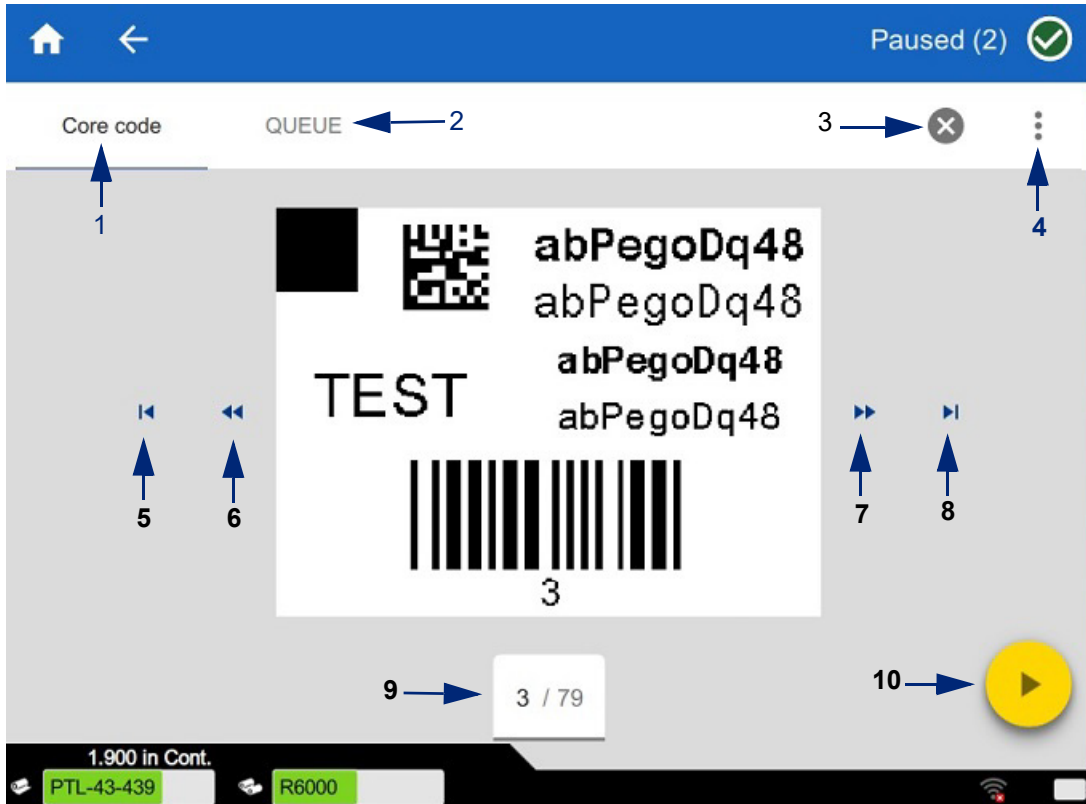 Paused (2)
Core code
QUEUE
2
3
1
4
abPegoDq48
abPegoDq48
abPegoDq48
TEST
abPegoDq48
5
6
7
8
3
9
3 / 79
10
1.900 in Cont.
PTL-43-439
R6000